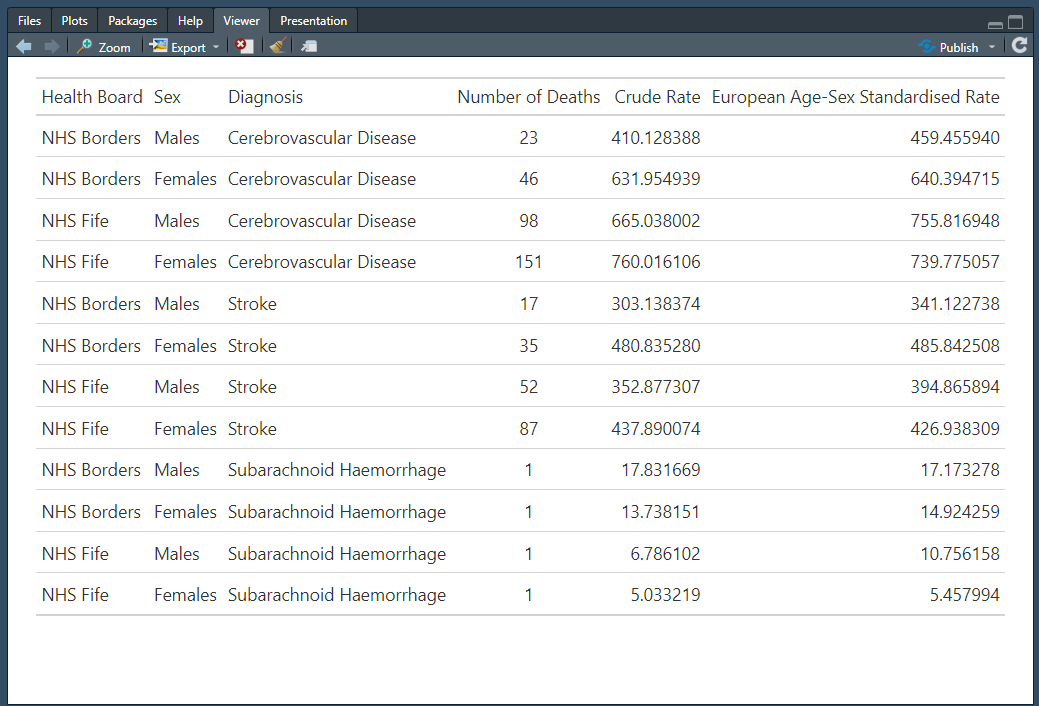 Files Plots Packages Help Viewer Presentation
Zoom Export Publish
Health Board Sex Diagnosis Number of Deaths Crude Rate European Age-Sex Standardised Rate
NHS Borders Males Cerebrovascular Disease 23 410.128388 459.455940
NHS Borders Females Cerebrovascular Disease 46 631.954939 640.394715
NHS Fife Males Cerebrovascular Disease 98 665.038002 755.816948
NHS Fife Females Cerebrovascular Disease 151 760.016106 739.775057
NHS Borders Males Stroke 17 303.138374 341.122738
NHS Borders Females Stroke 35 480.835280 485.842508
NHS Fife Males Stroke 52 352.877307 394.865894
NHS Fife Females Stroke 87 437.890074 426.938309
NHS Borders Males Subarachnoid Haemorrhage 1 17.831669 17.173278
NHS Borders Females Subarachnoid Haemorrhage 1 13.738151 14.924259
NHS Fife Males Subarachnoid Haemorrhage 1 6.786102 10.756158
NHS Fife Females Subarachnoid Haemorrhage 1 5.033219 5.457994